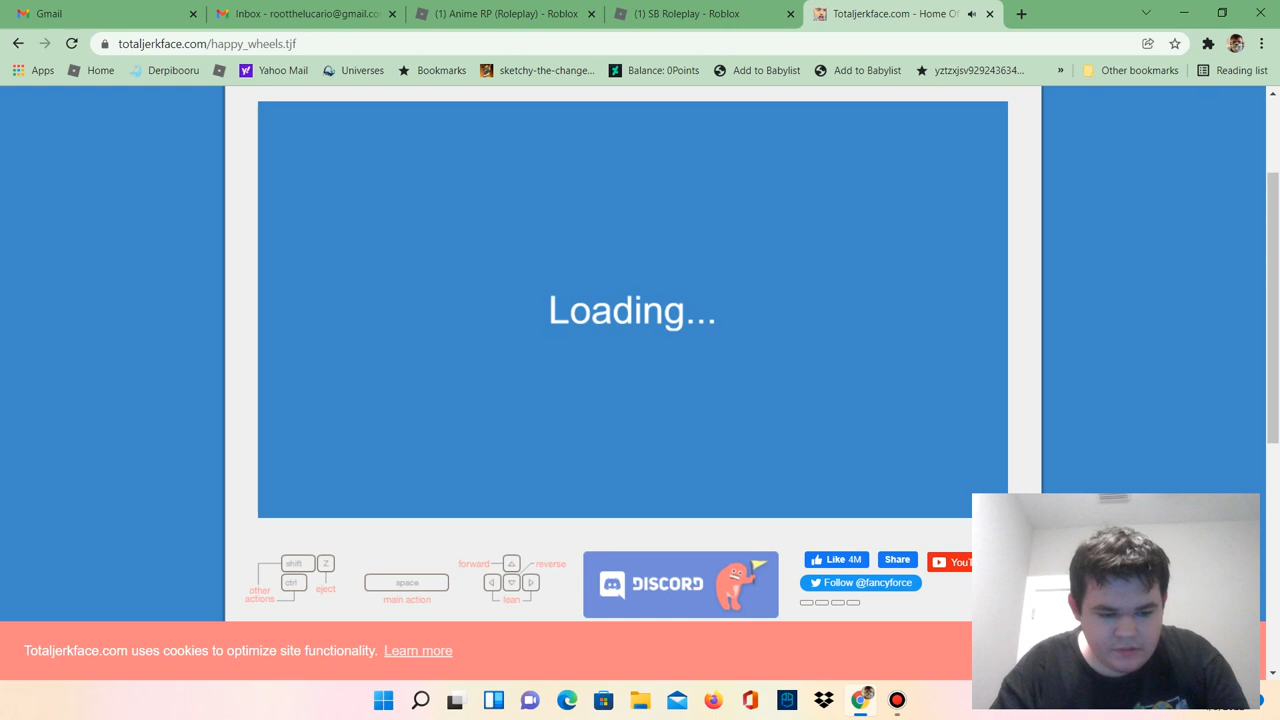 Gmail
Inbox - rootthelucario@gmail.co
(1) Anime RP (Roleplay) - Roblox
(1) SB Roleplay - Roblox
Totaljerkface.com - Home Of
totaljerkface.com/happy_wheels.tjf
Apps
Home
Derpibooru
Yahoo Mail
Universes
Bookmarks
sketchy-the-change...
Balance: 0Points
Add to Babylist
Add to Babylist
yztzxjsv929243634...
»
Other bookmarks
Reading list
Loading...
shift
Z
ctrl
other
actions
eject
space
main action
forward
reverse
lean
DISCORD
Like 4M
Share
YouT
Follow @fancyforce
Totaljerkface.com uses cookies to optimize site functionality. Learn more